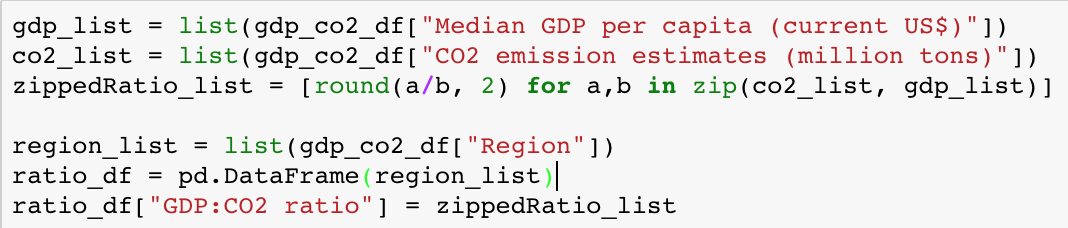 gdp_list = list(gdp_co2_df["Median GDP per capita (current US$)"])
co2_list = list(gdp_co2_df["CO2 emission estimates (million tons)"])
zippedRatio_list = [round(a/b, 2) for a,b in zip(co2_list, gdp_list)]
region_list = list(gdp_co2_df["Region"])
ratio_df = pd.DataFrame(region_list)
ratio_df["GDP:CO2 ratio"] = zippedRatio_list